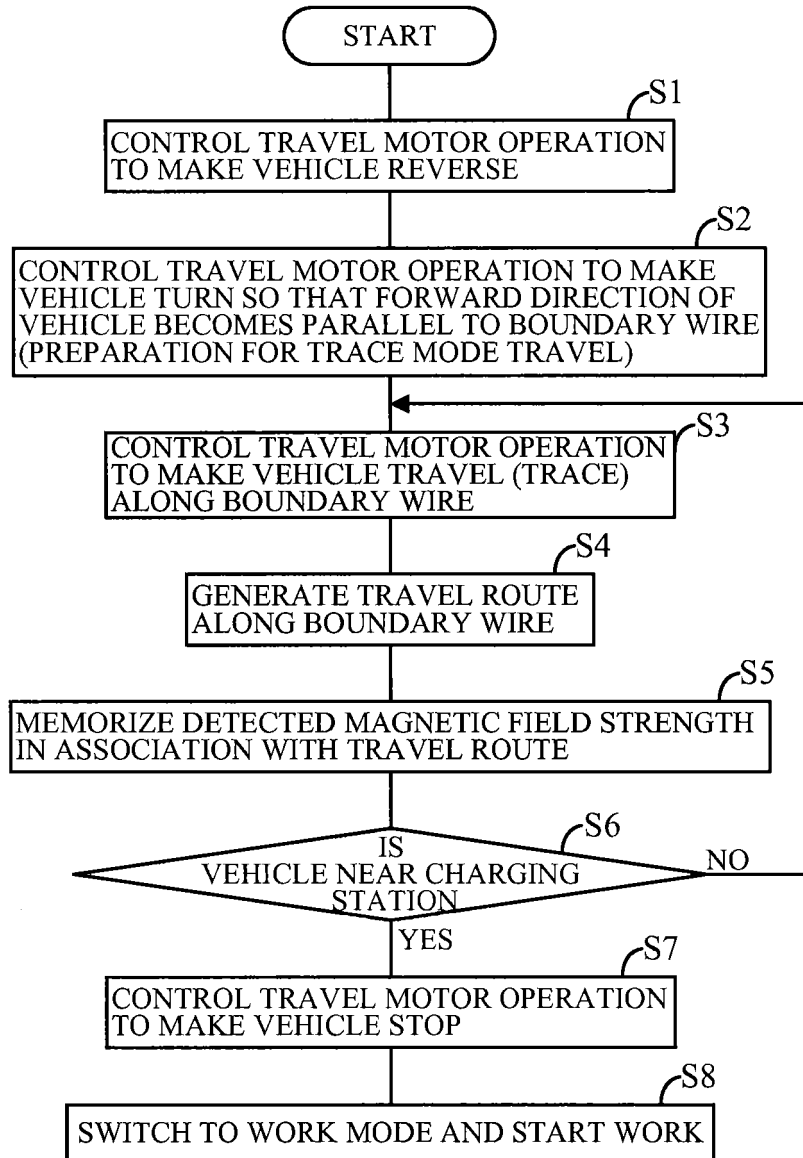 START
S1
CONTROL TRAVEL MOTOR OPERATION
TO MAKE VEHICLE REVERSE
S2
CONTROL TRAVEL MOTOR OPERATION TO MAKE
VEHICLE TURN SO THAT FORWARD DIRECTION OF
VEHICLE BECOMES PARALLEL TO BOUNDARY WIRE
(PREPARATION FOR TRACE MODE TRAVEL)
S3
CONTROL TRAVEL MOTOR OPERATION
TO MAKE VEHICLE TRAVEL (TRACE)
ALONG BOUNDARY WIRE
S4
GENERATE TRAVEL ROUTE
ALONG BOUNDARY WIRE
S5
MEMORIZE DETECTED MAGNETIC FIELD STRENGTH
IN ASSOCIATION WITH TRAVEL ROUTE
S6
IS
VEHICLE NEAR CHARGING
STATION
NO
YES
S7
CONTROL TRAVEL MOTOR OPERATION
TO MAKE VEHICLE STOP
S8
SWITCH TO WORK MODE AND START WORK